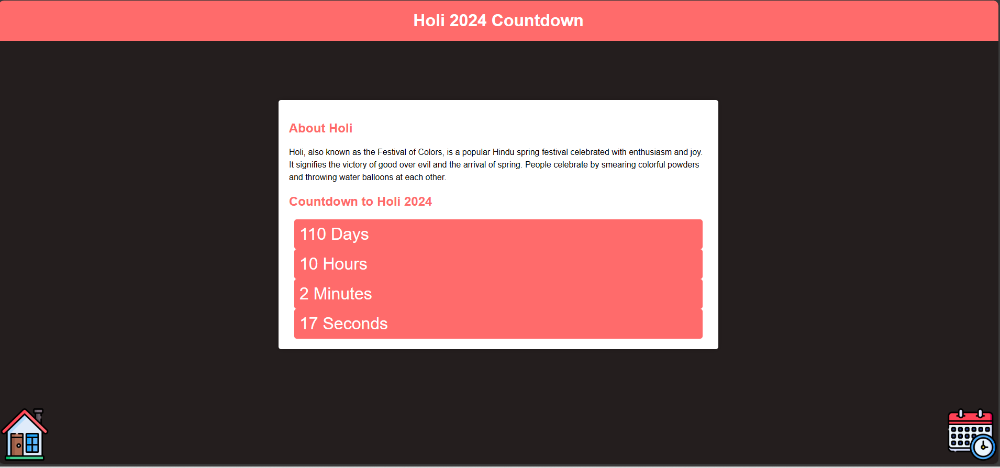 Holi 2024 Countdown
About Holi
Holi, also known as the Festival of Colors, is a popular Hindu spring festival celebrated with enthusiasm and joy.
It signifies the victory of good over evil and the arrival of spring. People celebrate by smearing colorful powders
and throwing water balloons at each other.
Countdown to Holi 2024
110 Days
10 Hours
2 Minutes
17 Seconds